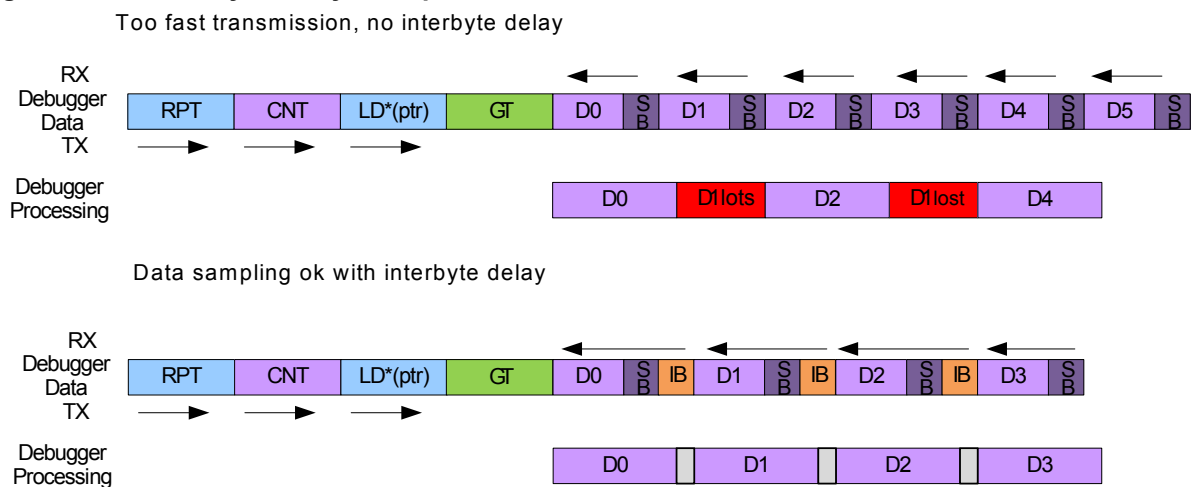 Too fast transmission, no interbyte delay
RX
Debugger
Data
TX
RPT CNT LD*(ptr) GT D0 SB D1 SB D2 SB D3 SB D4 SB D5 SB
Debugger
Processing
D0 D1lots D2 D1lost D4
Data sampling ok with interbyte delay
RX
Debugger
Data
TX
RPT CNT LD*(ptr) GT D0 SB IB D1 SB IB D2 SB IB D3 SB
Debugger
Processing
D0 D1 D2 D3